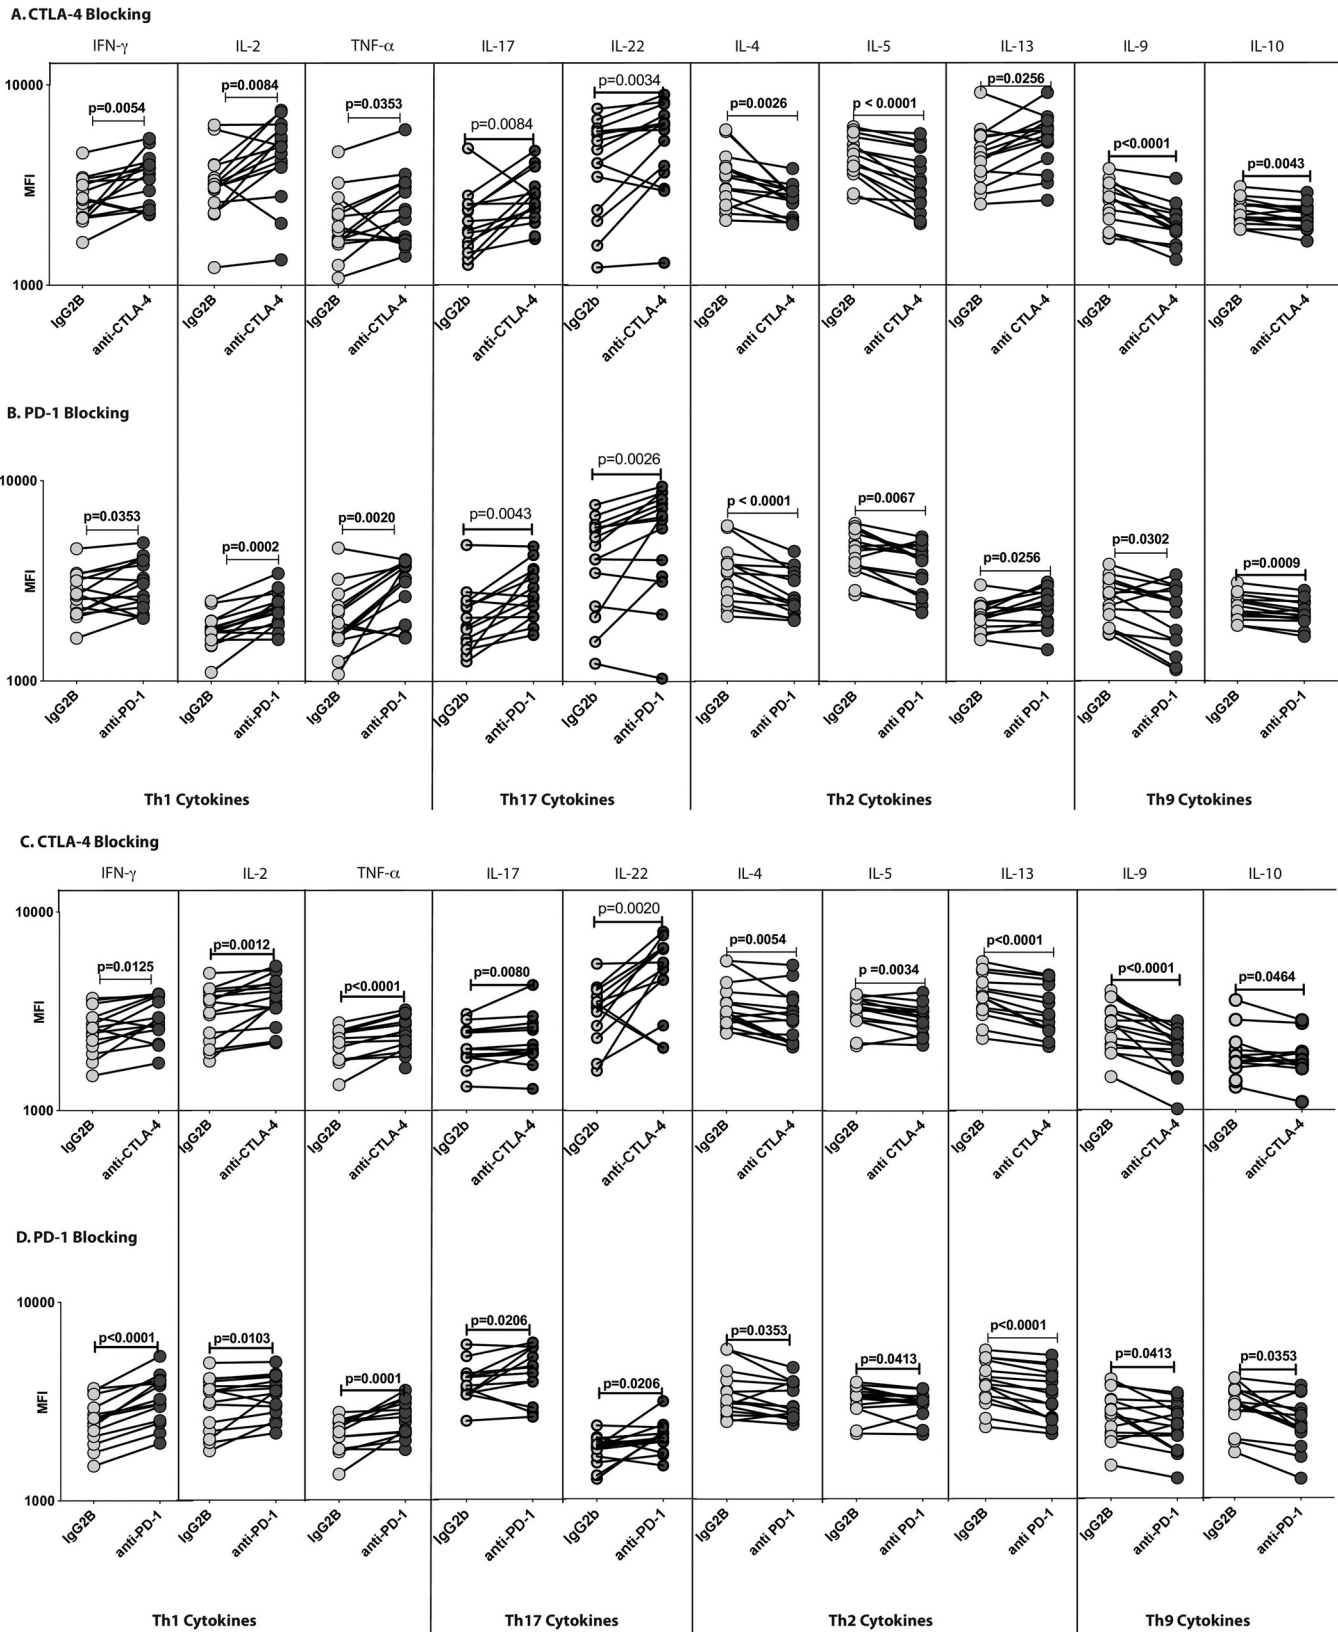 A. CTLA-4 Blocking
IFN-γ IL-2 TNF-α IL-17 IL-22 IL-4 IL-5 IL-13 IL-9 IL-10
10000
MFI
1000
p=0.0054 p=0.0084 p=0.0353 p=0.0084 p=0.0034 p=0.0026 p < 0.0001 p=0.0256 p<0.0001 p=0.0043
IgG2B anti-CTLA-4 IgG2B anti-CTLA-4 IgG2B anti-CTLA-4 IgG2b anti-CTLA-4 IgG2b anti-CTLA-4 IgG2B anti CTLA-4 IgG2B anti CTLA-4 IgG2B anti CTLA-4 IgG2B anti-CTLA-4 IgG2B anti-CTLA-4
B. PD-1 Blocking
10000
MFI
1000
p=0.0353 p=0.0002 p=0.0020 p=0.0043 p=0.0026 p < 0.0001 p=0.0067 p=0.0256 p=0.0302 p=0.0009
IgG2B anti-PD-1 IgG2B anti-PD-1 IgG2B anti-PD-1 IgG2b anti-PD-1 IgG2b anti-PD-1 IgG2B anti PD-1 IgG2B anti PD-1 IgG2B anti PD-1 IgG2B anti-PD-1 IgG2B anti-PD-1
Th1 Cytokines Th17 Cytokines Th2 Cytokines Th9 Cytokines
C. CTLA-4 Blocking
IFN-γ IL-2 TNF-α IL-17 IL-22 IL-4 IL-5 IL-13 IL-9 IL-10
10000
MFI
1000
p=0.0125 p=0.0012 p<0.0001 p=0.0080 p=0.0020 p=0.0054 p =0.0034 p<0.0001 p<0.0001 p=0.0464
IgG2B anti-CTLA-4 IgG2B anti-CTLA-4 IgG2B anti-CTLA-4 IgG2b anti-CTLA-4 IgG2b anti-CTLA-4 IgG2B anti CTLA-4 IgG2B anti CTLA-4 IgG2B anti CTLA-4 IgG2B anti-CTLA-4 IgG2B anti-CTLA-4
D. PD-1 Blocking
10000
MFI
1000
p<0.0001 p=0.0103 p=0.0001 p=0.0206 p=0.0206 p=0.0353 p=0.0413 p<0.0001 p=0.0413 p=0.0353
IgG2B anti-PD-1 IgG2B anti-PD-1 IgG2B anti-PD-1 IgG2b anti-PD-1 IgG2b anti-PD-1 IgG2B anti PD-1 IgG2B anti PD-1 IgG2B anti PD-1 IgG2B anti-PD-1 IgG2B anti-PD-1
Th1 Cytokines Th17 Cytokines Th2 Cytokines Th9 Cytokines